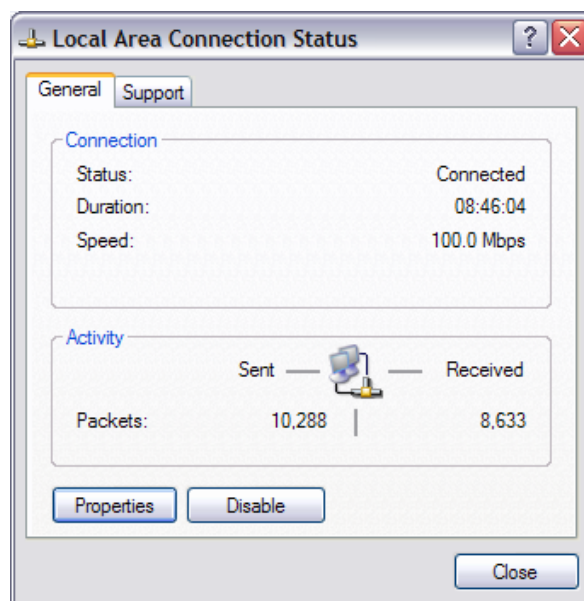 Local Area Connection Status
General Support
Connection
Status: Connected
Duration: 08:46:04
Speed: 100.0 Mbps
Activity
Sent Received
Packets: 10,288 8,633
Properties Disable
Close